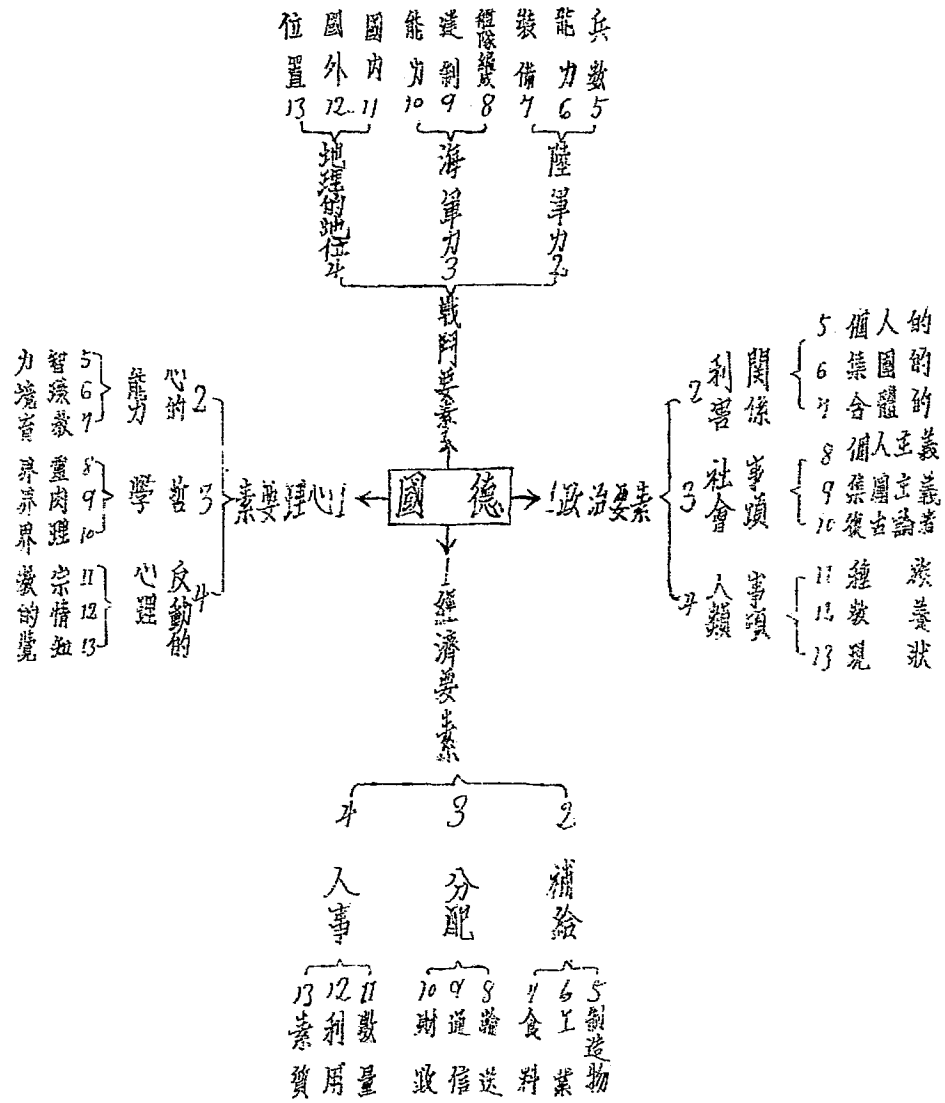 德國
戰鬥要素1
陸軍力2
兵數5
能力6
裝備7
海軍力3
艦隊編成8
建制9
能力10
地理的地位4
國內11
國外12
位置13
1政治要素
2利害關係
5個人的
6集團的
7合體的
3社會事項
8個人主義
9集團主義
10復古論者
4人類事項
11種族
12教養
13現狀
1經濟要素
2補給
5制造物
6工業
7食料
3分配
8輸送
9通信
10財政
4人事
11數量
12利用
13素質
1心理要素
2心的能力
5智力
6環境
7教育
3哲學
8靈界
9肉界
10理界
4反動的心理
11宗教
12情的
13知覺